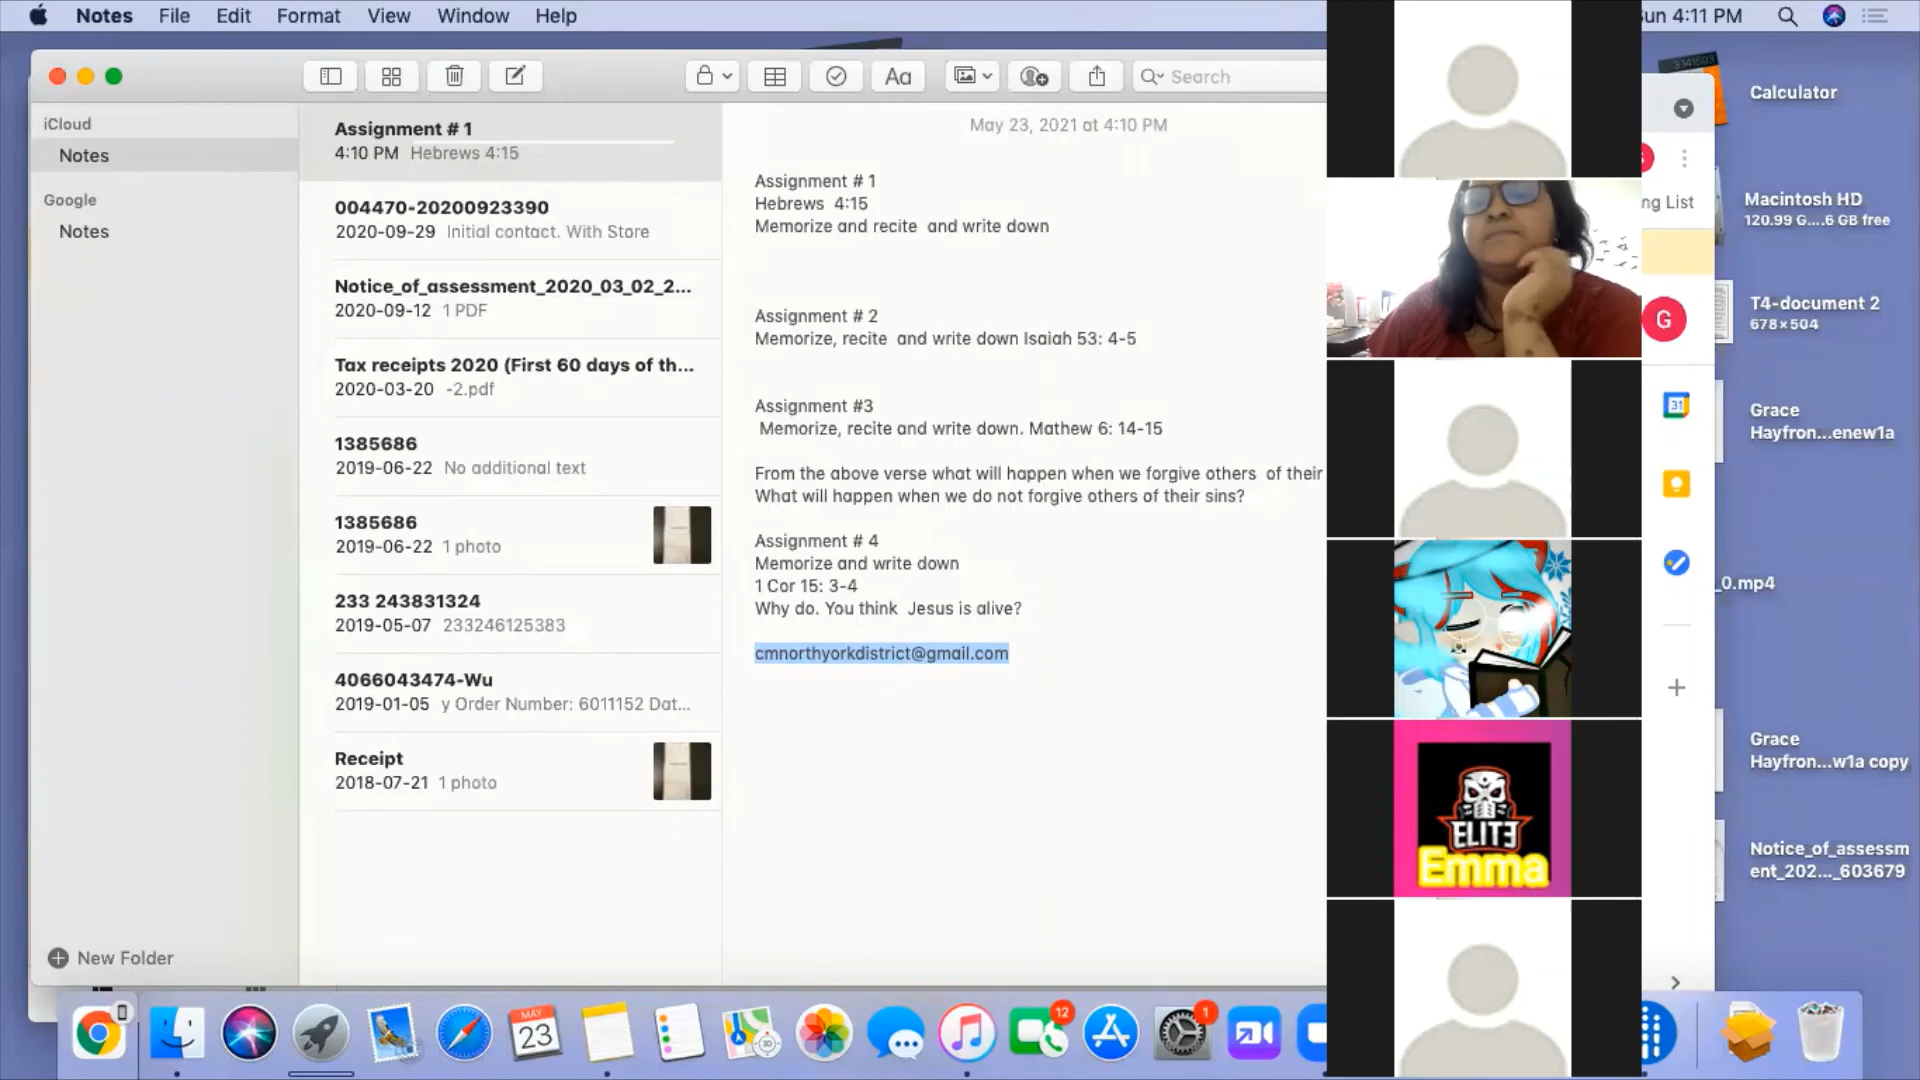 Notes File Edit Format View Window Help
Sun 4:11 PM
Search
iCloud
Notes
Google
Notes
New Folder
Assignment # 1
4:10 PM Hebrews 4:15
004470-20200923390
2020-09-29 Initial contact. With Store
Notice_of_assessment_2020_03_02_2...
2020-09-12 1 PDF
Tax receipts 2020 (First 60 days of th...
2020-03-20 -2.pdf
1385686
2019-06-22 No additional text
1385686
2019-06-22 1 photo
233 243831324
2019-05-07 233246125383
4066043474-Wu
2019-01-05 y Order Number: 6011152 Dat...
Receipt
2018-07-21 1 photo
May 23, 2021 at 4:10 PM
Assignment # 1
Hebrews 4:15
Memorize and recite and write down
Assignment # 2
Memorize, recite and write down Isaiah 53: 4-5
Assignment #3
Memorize, recite and write down. Mathew 6: 14-15
From the above verse what will happen when we forgive others of their
What will happen when we do not forgive others of their sins?
Assignment # 4
Memorize and write down
1 Cor 15: 3-4
Why do. You think Jesus is alive?
cmnorthyorkdistrict@gmail.com
ELIT3
Emma
ng List
G
31
Calculator
Macintosh HD
120.99 G....6 GB free
T4-document 2
678×504
Grace
Hayfron...enew1a
_0.mp4
Grace
Hayfron...w1a copy
Notice_of_assessm
ent_202..._603679
MAY
23
12
1